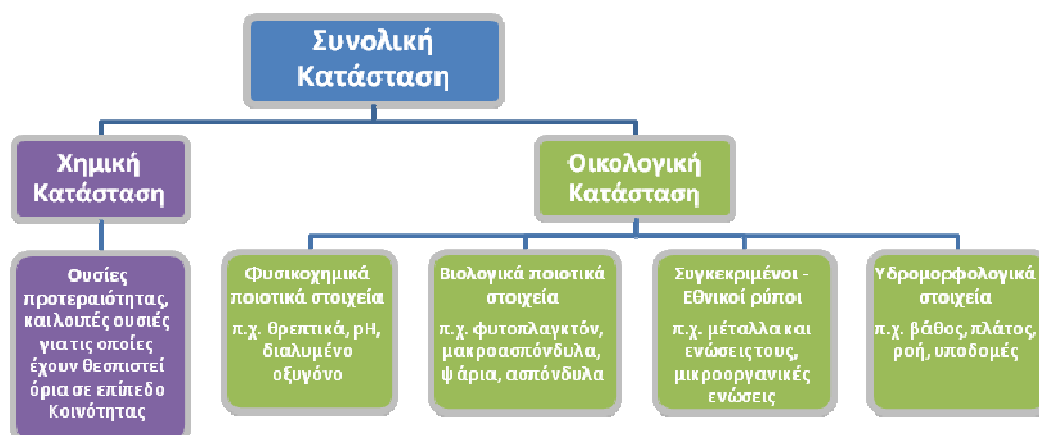 Συνολική
Κατάσταση
Χημική
Κατάσταση
Οικολογική
Κατάσταση
Ουσίες
προτεραιότητας,
και λοιπές ουσιές
για τις οποίες
έχουν θεσπιστεί
όρια σε επίπεδο
Κοινότητας
Φυσικοχημικά
ποιοτικά στοιχεία
π.χ. θρεπτικά, pH,
διαλυμένο
οξυγόνο
Βιολογικά ποιοτικά
στοιχεία
π.χ. φυτοπλαγκτόν,
μακροασπόνδυλα,
ψάρια, ασπόνδυλα
Συγκεκριμένοι -
Εθνικοί ρύποι
π.χ. μέταλλα και
ενώσεις τους,
μικροοργανικές
ενώσεις
Υδρομορφολογικά
στοιχεία
π.χ. βάθος, πλάτος,
ροή, υποδομές